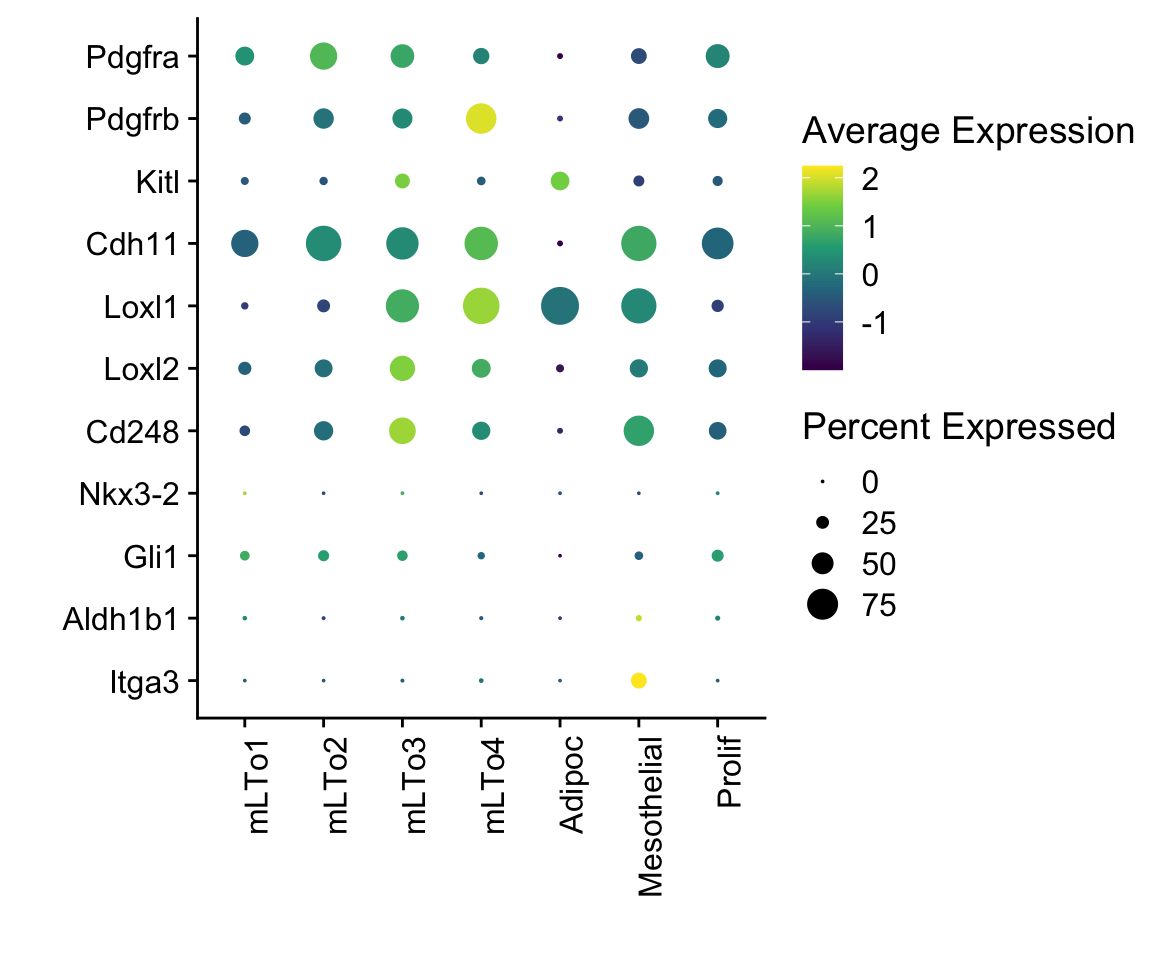 Pdgfra
Pdgfrb
Kitl
Cdh11
Loxl1
Loxl2
Cd248
Nkx3-2
Gli1
Aldh1b1
Itga3
mLTo1
mLTo2
mLTo3
mLTo4
Adipoc
Mesothelial
Prolif
Average Expression
2
1
0
-1
Percent Expressed
0
25
50
75